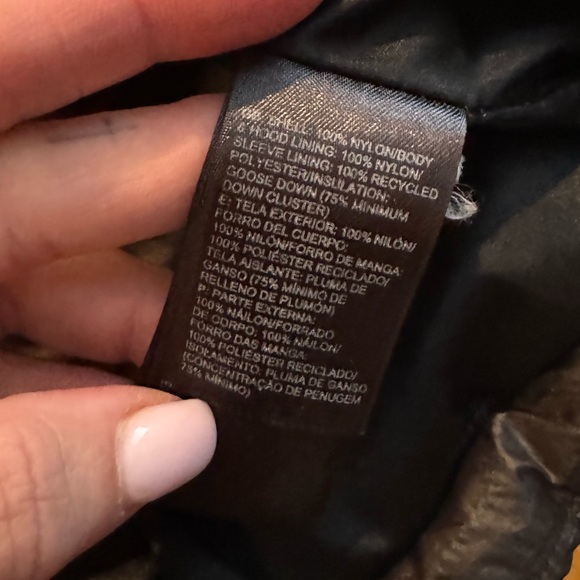 SHELL: 100% NYLON/BODY
& HOOD LINING: 100% NYLON/
SLEEVE LINING: 100% RECYCLED
POLYESTER/INSULATION:
GOOSE DOWN (75% MINIMUM
DOWN CLUSTER)
E: TELA EXTERIOR: 100% NILÓN/
FORRO DEL CUERPO:
100% NILÓN/FORRO DE MANGA:
100% POLIÉSTER RECICLADO/
TELA AISLANTE: PLUMA DE
GANSO (75% MÍNIMO DE
RELLENO DE PLUMÓN)
P: PARTE EXTERNA:
100% NÁILON/FORRADO
DE CORPO: 100% NÁILON/
FORRO DAS MANGA:
100% POLIÉSTER RECICLADO/
ISOLAMENTO: PLUMA DE GANSO
(CONCENTRAÇÃO DE PENUGEM
75% MÍNIMO)